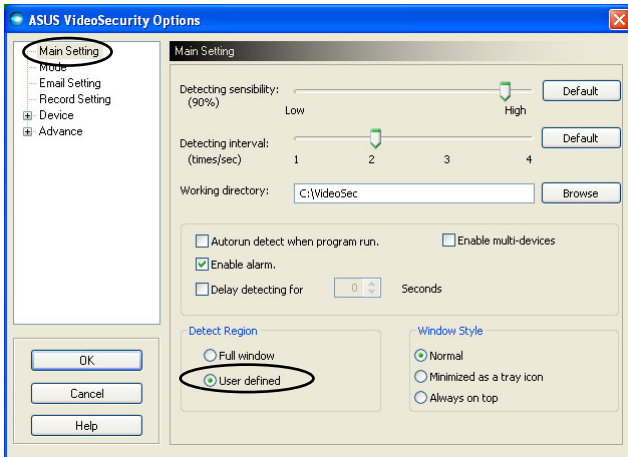 ASUS VideoSecurity Options
Main Setting
Mode
Email Setting
Record Setting
Device
Advance
OK
Cancel
Help
Main Setting
Detecting sensibility:
(90%)
Low High
Default
Detecting interval:
(times/sec)
1 2 3 4
Default
Working directory:
C:\VideoSec
Browse
Autorun detect when program run.
Enable multi-devices
Enable alarm.
Delay detecting for 0 Seconds
Detect Region
Full window
User defined
Window Style
Normal
Minimized as a tray icon
Always on top